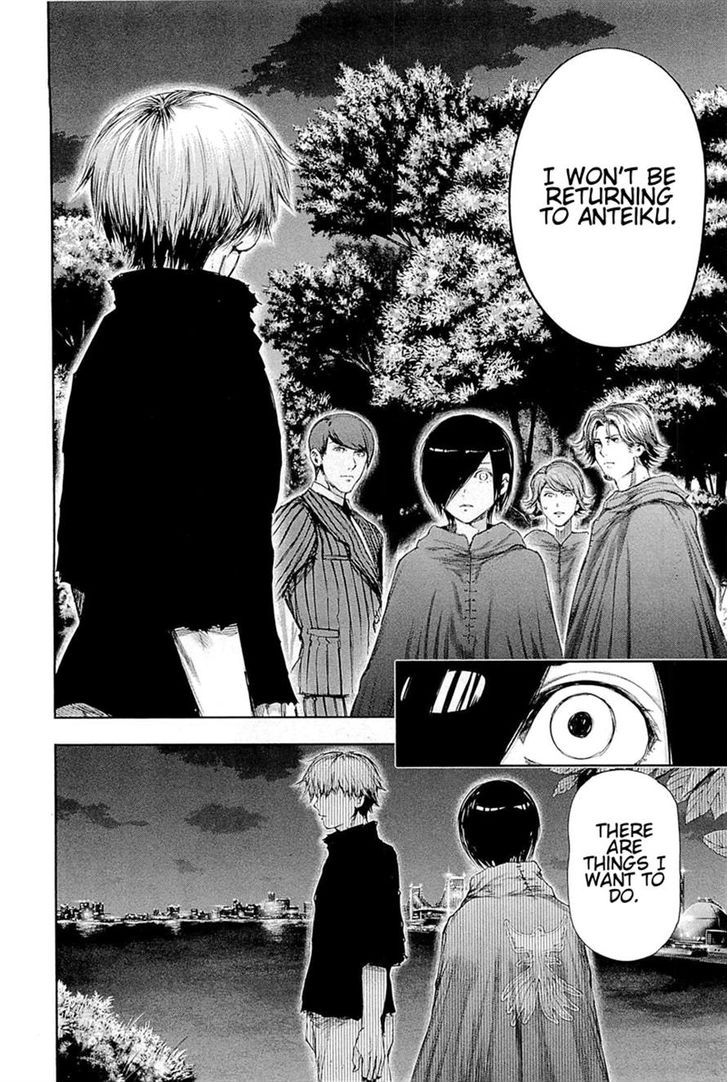 I WON'T BE
RETURNING
TO ANTEIKU.
THERE
ARE
THINGS I
WANT TO
DO.